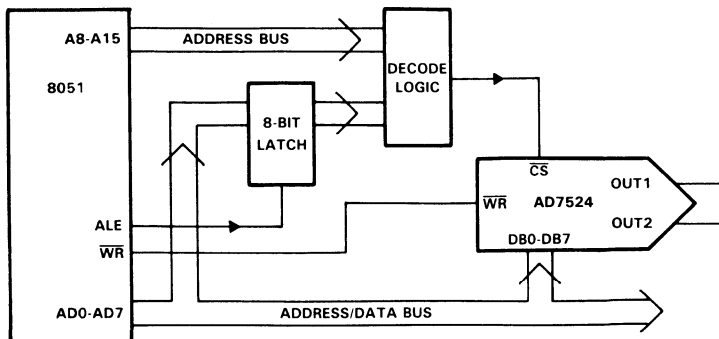 A8-A15
ADDRESS BUS
8051
DECODE
LOGIC
8-BIT
LATCH
CS
OUT1
WR
AD7524
ALE
OUT2
WR
DB0-DB7
AD0-AD7
ADDRESS/DATA BUS